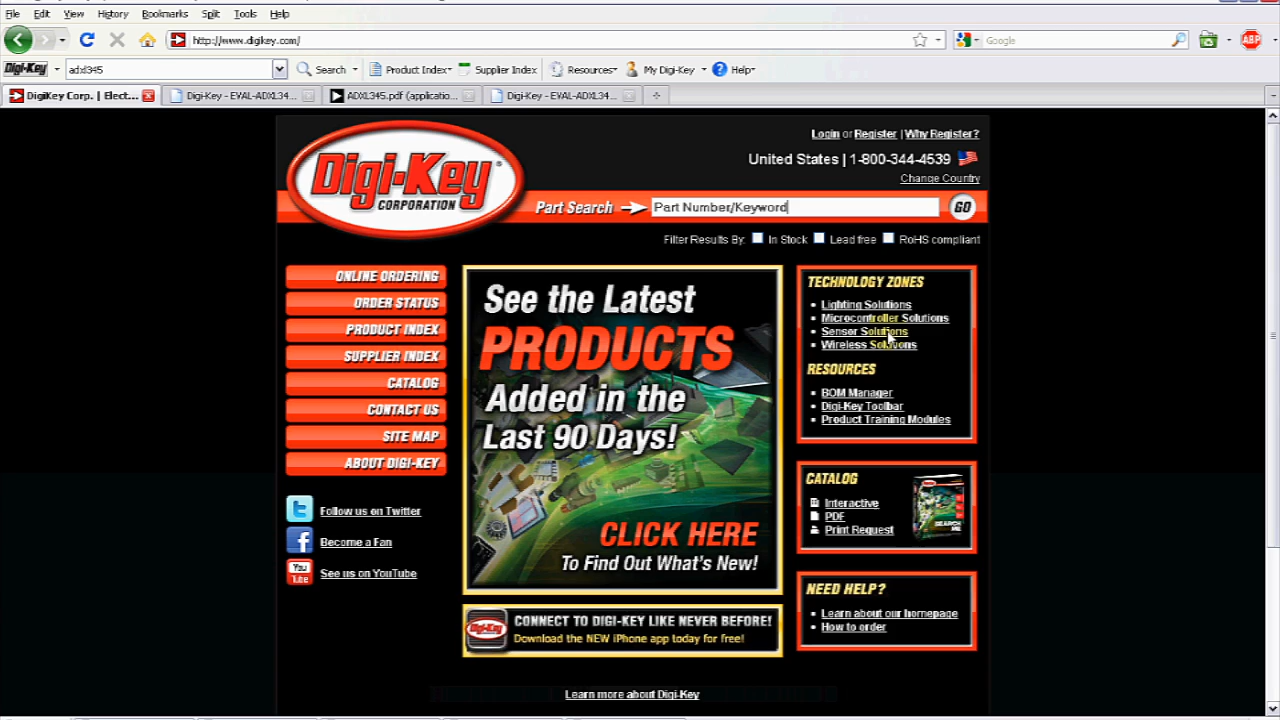 File Edit View History Bookmarks Split Tools Help
http://www.digikey.com/
Google
ABP
Digi-Key adxl345 Search Product Index Supplier Index Resources My Digi-Key Help
DigiKey Corp. | Elect... Digi-Key - EVAL-ADXL34... ADXL345.pdf (applicatio... Digi-Key - EVAL-ADXL34...
Login or Register | Why Register?
United States | 1-800-344-4539
Change Country
Digi-Key
CORPORATION
Part Search Part Number/Keyword GO
Filter Results By: In Stock Lead free RoHS compliant
ONLINE ORDERING
ORDER STATUS
PRODUCT INDEX
SUPPLIER INDEX
CATALOG
CONTACT US
SITE MAP
ABOUT DIGI-KEY
Follow us on Twitter
Become a Fan
You
Tube
See us on YouTube
See the Latest
PRODUCTS
Added in the
Last 90 Days!
CLICK HERE
To Find Out What's New!
CONNECT TO DIGI-KEY LIKE NEVER BEFORE!
Download the NEW iPhone app today for free!
TECHNOLOGY ZONES
Lighting Solutions
Microcontroller Solutions
Sensor Solutions
Wireless Solutions
RESOURCES
BOM Manager
Digi-Key Toolbar
Product Training Modules
CATALOG
Interactive
PDF
Print Request
SEARCH
ME
NEED HELP?
Learn about our homepage
How to order
Learn more about Digi-Key